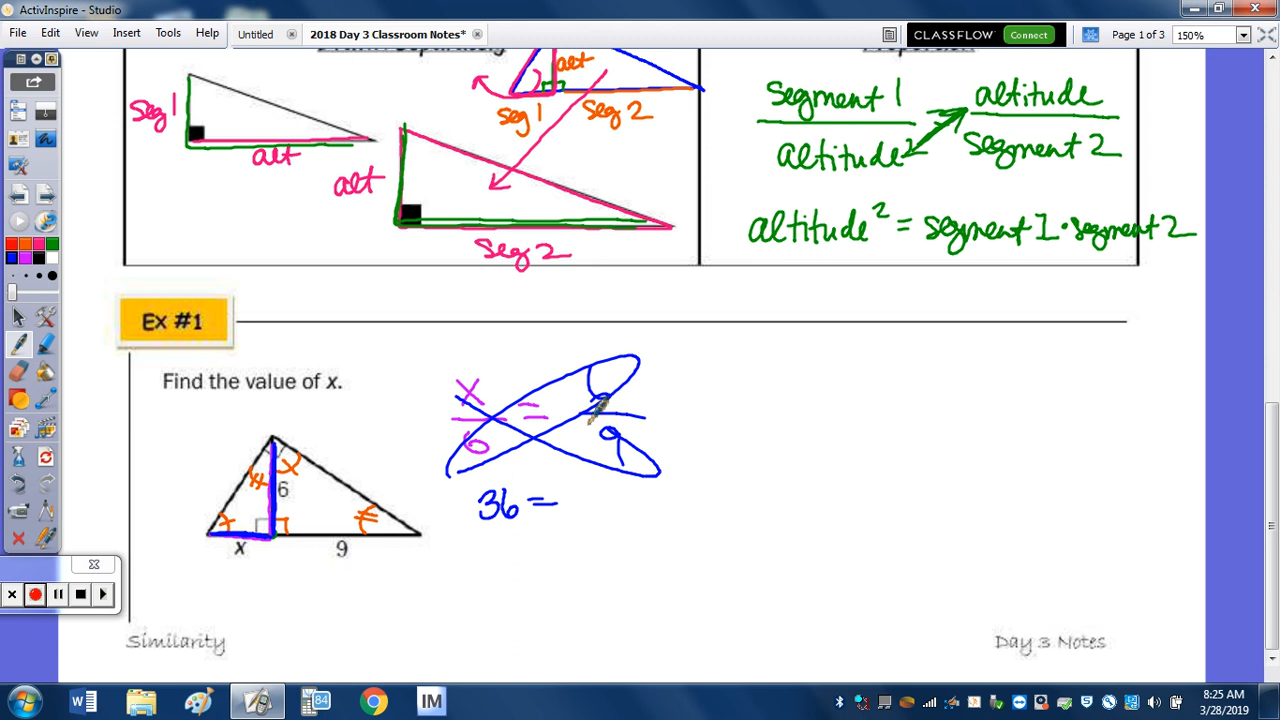 ActivInspire - Studio
File Edit View Insert Tools Help
Untitled
2018 Day 3 Classroom Notes*
CLASSFLOW Connect
Page 1 of 3
150%
alt
seg 1
seg 2
Seg 1
alt
alt
Seg 2
Segment 1
altitude
altitude
Segment 2
altitude² = segment 1 · segment 2
Ex #1
Find the value of x.
x
=
6
6
9
36 =
6
x
9
Similarity
Day 3 Notes
84
IM
8:25 AM
3/28/2019